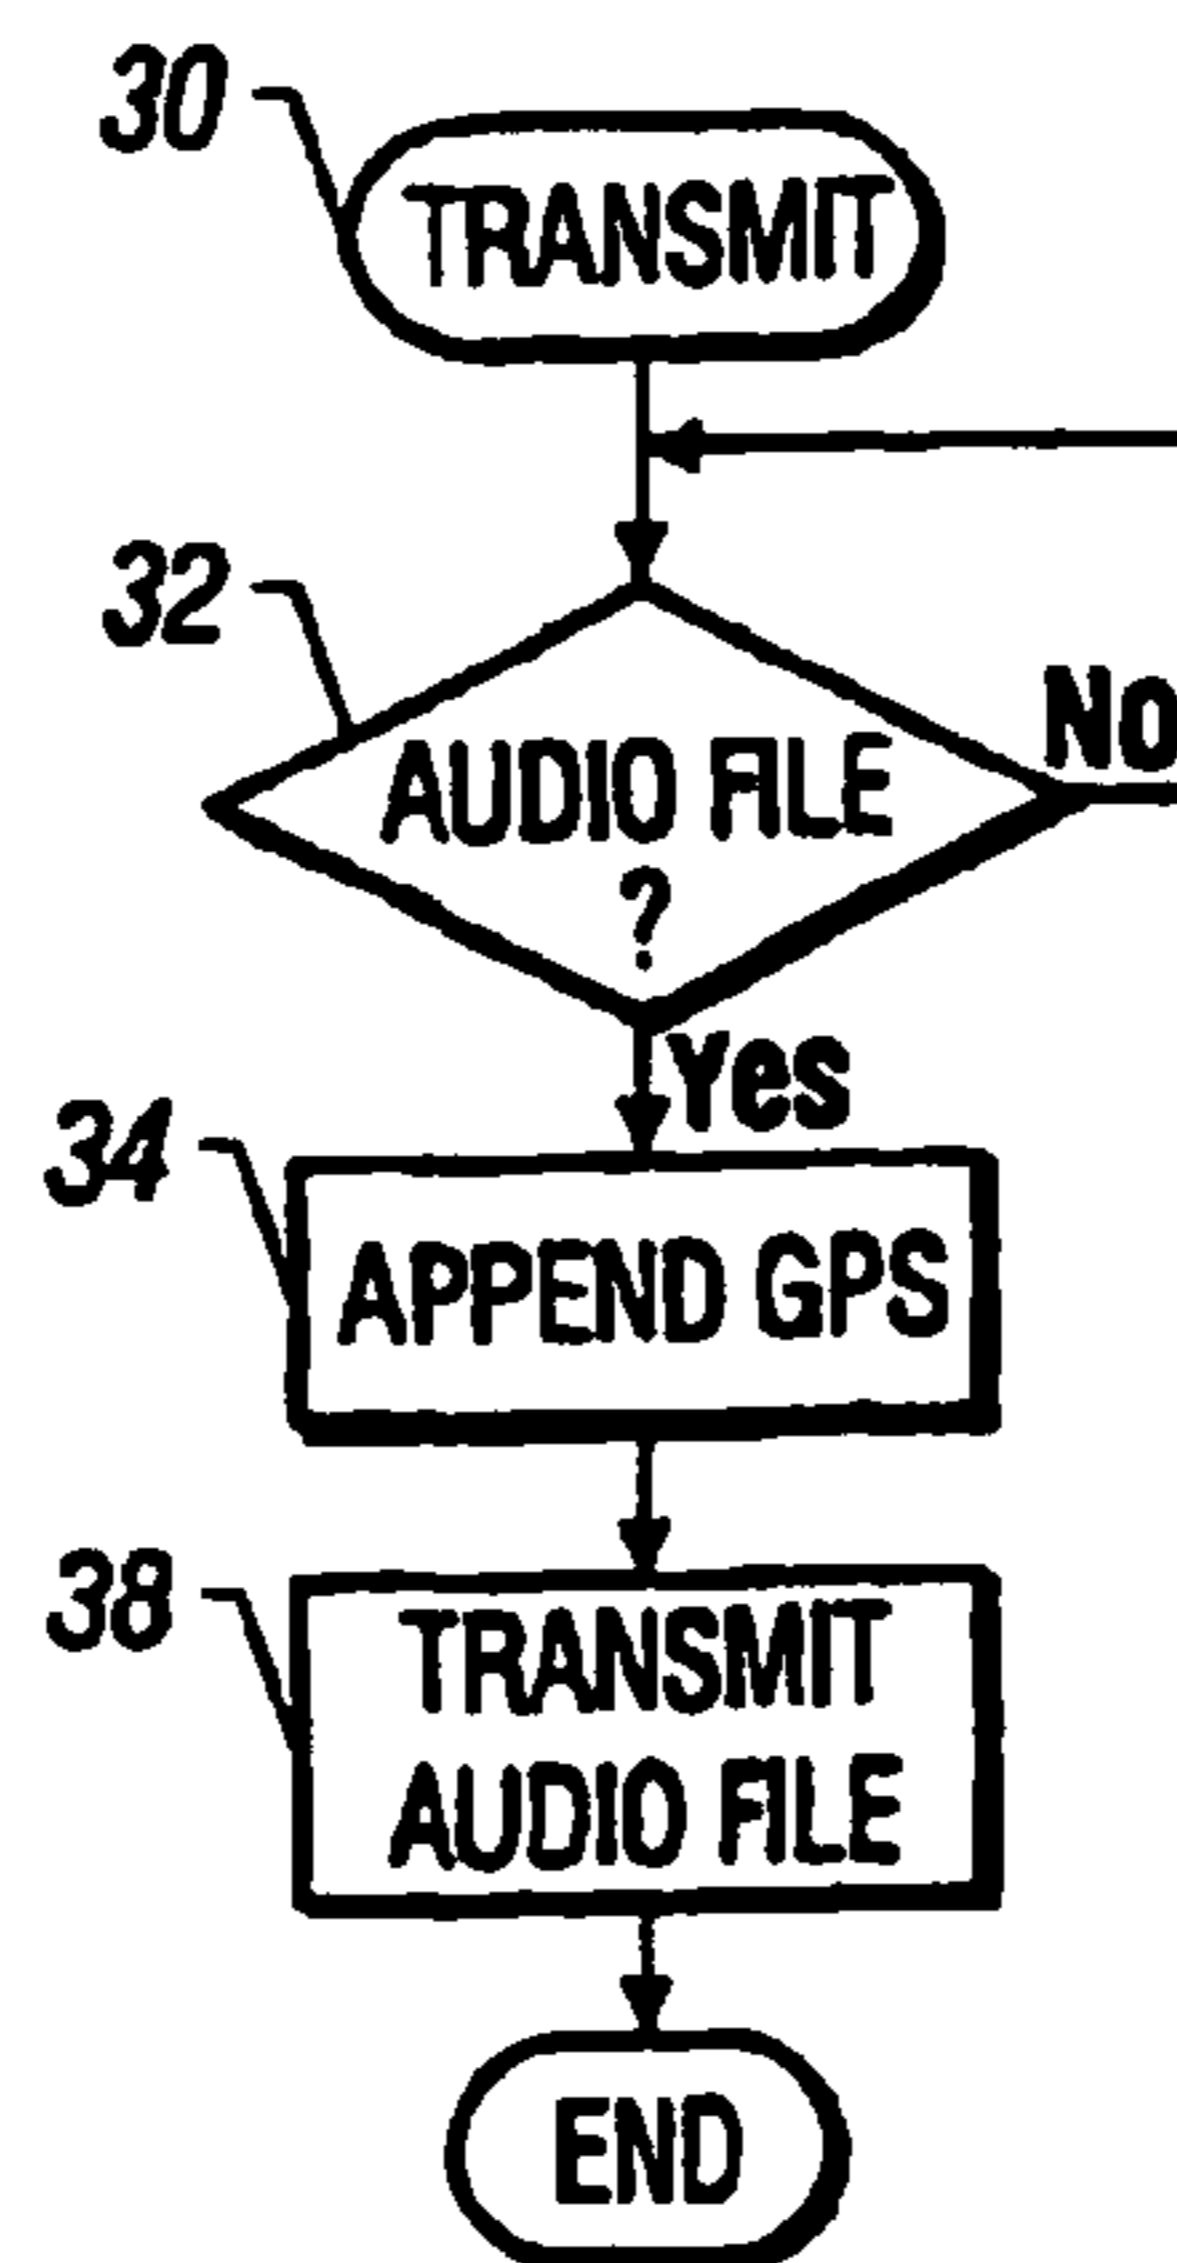 30
TRANSMIT
32
AUDIO FILE
?
No
Yes
34
APPEND GPS
38
TRANSMIT
AUDIO FILE
END